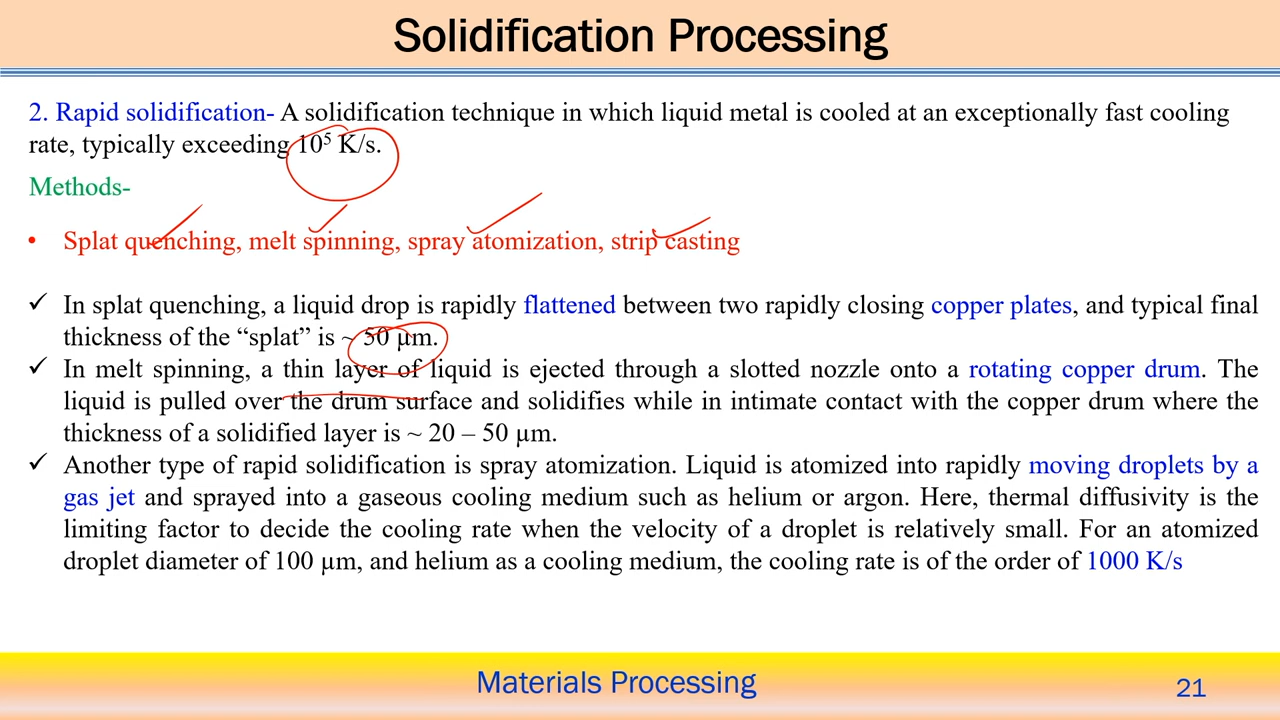 Solidification Processing
2. Rapid solidification- A solidification technique in which liquid metal is cooled at an exceptionally fast cooling
rate, typically exceeding 10⁵ K/s.
Methods-
• Splat quenching, melt spinning, spray atomization, strip casting
✓ In splat quenching, a liquid drop is rapidly flattened between two rapidly closing copper plates, and typical final
thickness of the “splat” is ~ 50 µm.
✓ In melt spinning, a thin layer of liquid is ejected through a slotted nozzle onto a rotating copper drum. The
liquid is pulled over the drum surface and solidifies while in intimate contact with the copper drum where the
thickness of a solidified layer is ~ 20 – 50 µm.
✓ Another type of rapid solidification is spray atomization. Liquid is atomized into rapidly moving droplets by a
gas jet and sprayed into a gaseous cooling medium such as helium or argon. Here, thermal diffusivity is the
limiting factor to decide the cooling rate when the velocity of a droplet is relatively small. For an atomized
droplet diameter of 100 µm, and helium as a cooling medium, the cooling rate is of the order of 1000 K/s
Materials Processing
21